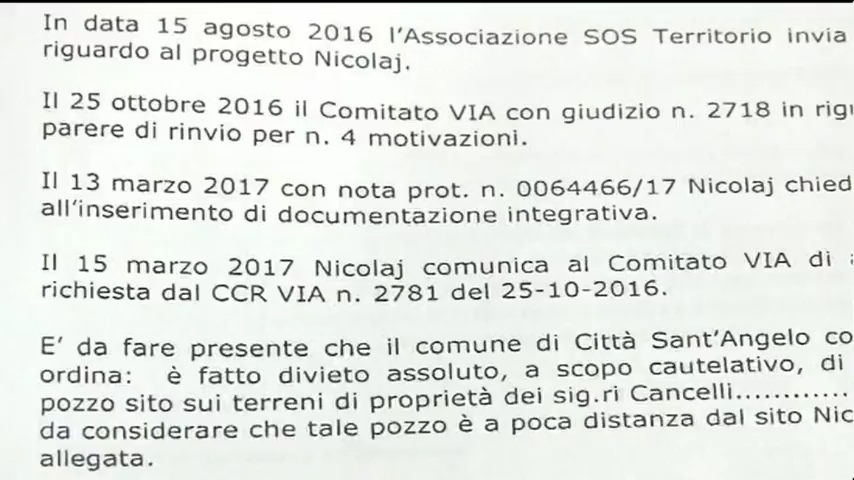 In data 15 agosto 2016 l'Associazione SOS Territorio invia
riguardo al progetto Nicolaj.
Il 25 ottobre 2016 il Comitato VIA con giudizio n. 2718 in rigu
parere di rinvio per n. 4 motivazioni.
Il 13 marzo 2017 con nota prot. n. 0064466/17 Nicolaj chied
all'inserimento di documentazione integrativa.
Il 15 marzo 2017 Nicolaj comunica al Comitato VIA di a
richiesta dal CCR VIA n. 2781 del 25-10-2016.
E' da fare presente che il comune di Città Sant'Angelo co
ordina: è fatto divieto assoluto, a scopo cautelativo, di
pozzo sito sui terreni di proprietà dei sig.ri Cancelli............
da considerare che tale pozzo è a poca distanza dal sito Nic
allegata.